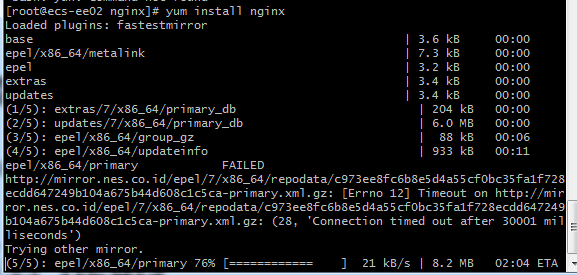 [root@ecs-ee02 nginx]# yum install nginx
Loaded plugins: fastestmirror
base | 3.6 kB 00:00
epel/x86_64/metalink | 7.3 kB 00:00
epel | 3.2 kB 00:00
extras | 3.4 kB 00:00
updates | 3.4 kB 00:00
(1/5): extras/7/x86_64/primary_db | 204 kB 00:00
(2/5): updates/7/x86_64/primary_db | 6.0 MB 00:00
(3/5): epel/x86_64/group_gz | 88 kB 00:06
(4/5): epel/x86_64/updateinfo | 933 kB 00:11
epel/x86_64/primary FAILED
http://mirror.nes.co.id/epel/7/x86_64/repodata/c973ee8fc6b8e5d4a55cf0bc35fa1f728
ecdd647249b104a675b44d608c1c5ca-primary.xml.gz: [Errno 12] Timeout on http://mir
ror.nes.co.id/epel/7/x86_64/repodata/c973ee8fc6b8e5d4a55cf0bc35fa1f728ecdd647249
b104a675b44d608c1c5ca-primary.xml.gz: (28, 'Connection timed out after 30001 mil
liseconds')
Trying other mirror.
(5/5): epel/x86_64/primary 76% [============ ] 21 kB/s | 8.2 MB 02:04 ETA